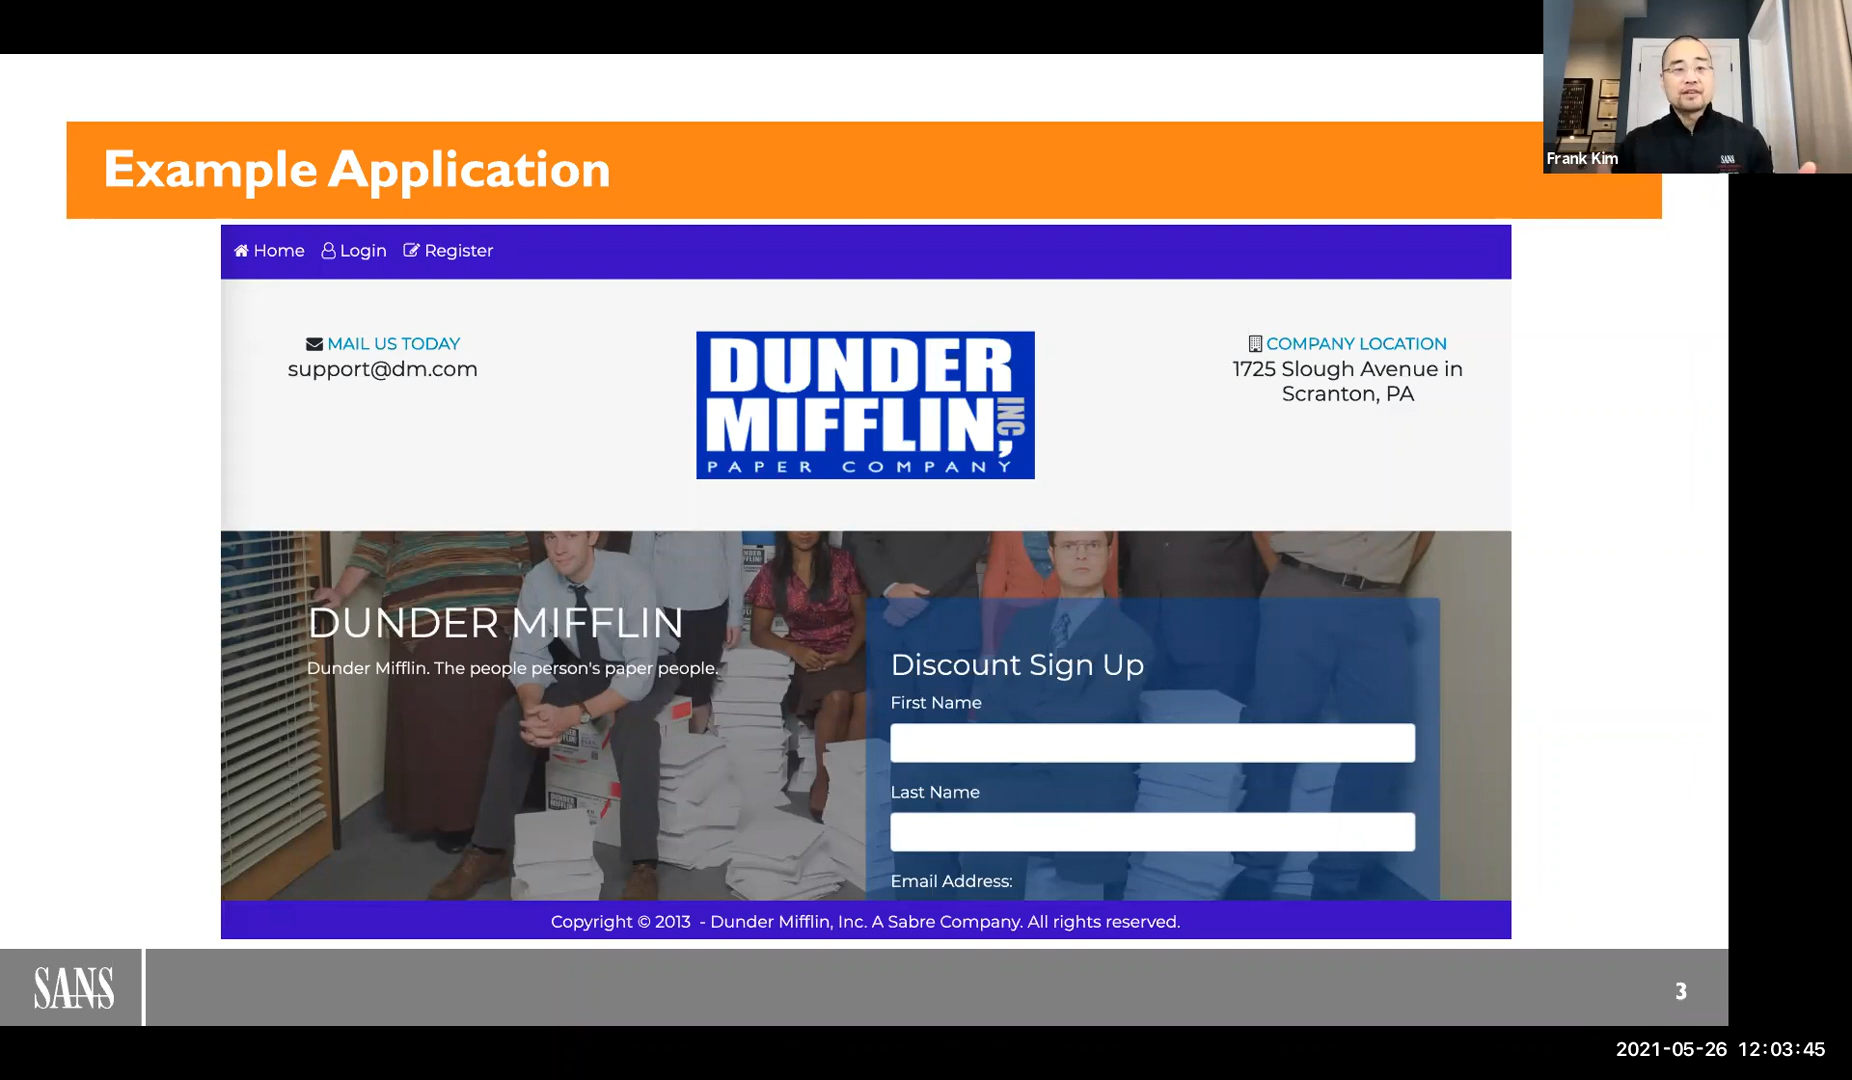 Example Application
Frank Kim
SANS
Home Login Register
MAIL US TODAY
support@dm.com
DUNDER
MIFFLIN, INC
PAPER COMPANY
COMPANY LOCATION
1725 Slough Avenue in
Scranton, PA
DUNDER MIFFLIN
Dunder Mifflin. The people person's paper people.
Discount Sign Up
First Name
Last Name
Email Address:
Copyright © 2013 - Dunder Mifflin, Inc. A Sabre Company. All rights reserved.
SANS
3
2021-05-26 12:03:45